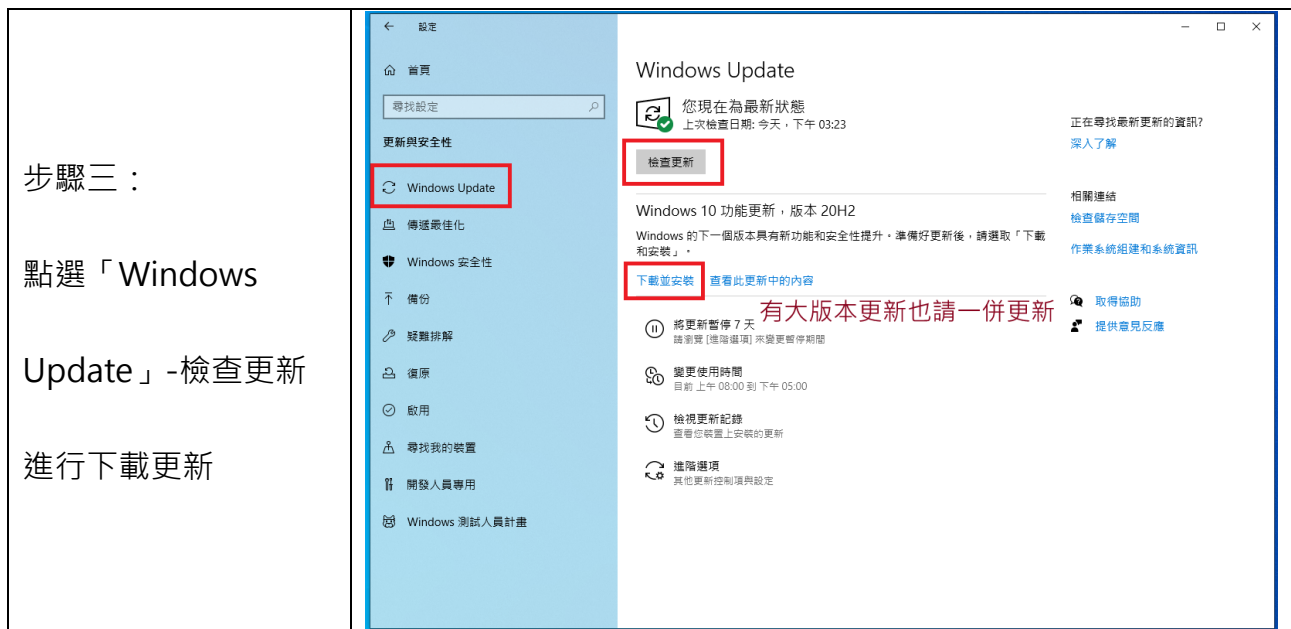 步驟三：
點選「Windows
Update」-檢查更新
進行下載更新
設定
首頁
尋找設定
更新與安全性
Windows Update
傳遞最佳化
Windows 安全性
備份
疑難排解
復原
啟用
尋找我的裝置
開發人員專用
Windows 測試人員計畫
Windows Update
您現在為最新狀態
上次檢查日期: 今天，下午 03:23
檢查更新
Windows 10 功能更新，版本 20H2
Windows 的下一個版本具有新功能和安全性提升。準備好更新後，請選取「下載
和安裝」。
下載並安裝 查看此更新中的內容
有大版本更新也請一併更新
將更新暫停 7 天
請瀏覽 [進階選項] 來變更暫停期間
變更使用時間
目前 上午 08:00 到 下午 05:00
檢視更新記錄
查看您裝置上安裝的更新
進階選項
其他更新控制項與設定
正在尋找最新更新的資訊?
深入了解
相關連結
檢查儲存空間
作業系統組建和系統資訊
取得協助
提供意見反應